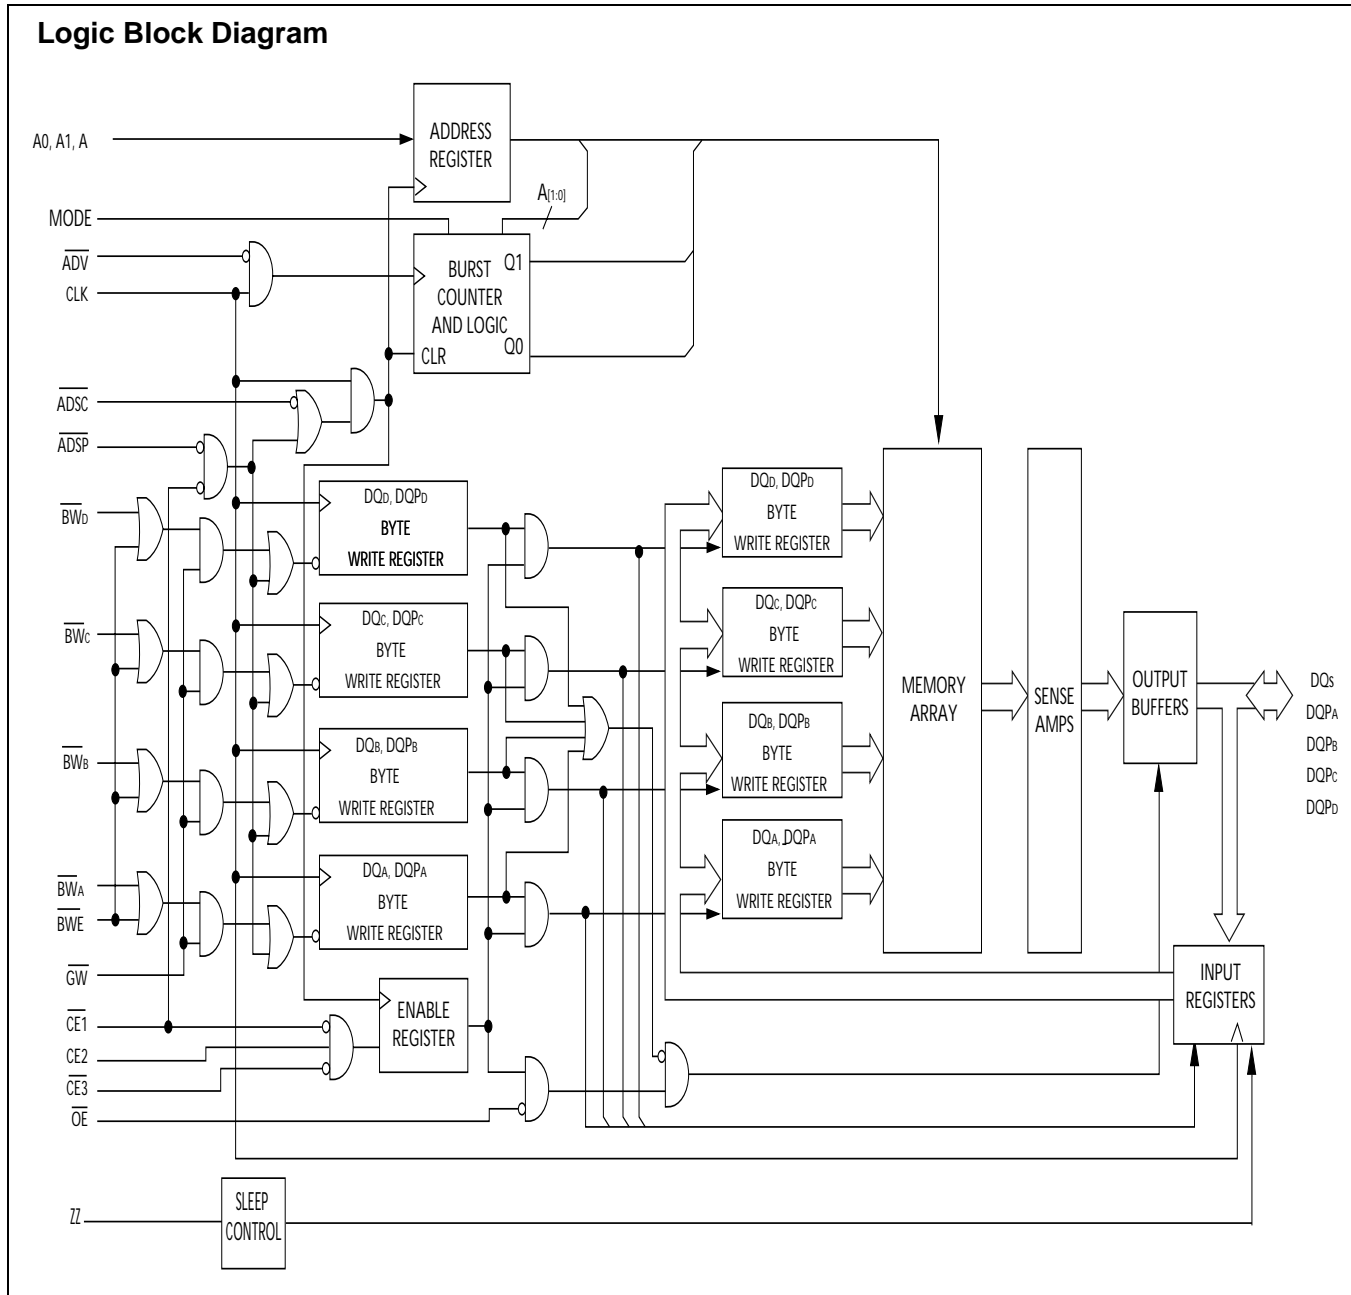 Logic Block Diagram
A0, A1, A
ADDRESS
REGISTER
A[1:0]
MODE
ADV
CLK
BURST
COUNTER
AND LOGIC
Q1
Q0
CLR
ADSC
ADSP
BWD
DQD, DQPD
BYTE
WRITE REGISTER
DQD, DQPD
BYTE
WRITE REGISTER
BWC
DQC, DQPC
BYTE
WRITE REGISTER
DQC, DQPC
BYTE
WRITE REGISTER
BWB
DQB, DQPB
BYTE
WRITE REGISTER
DQB, DQPB
BYTE
WRITE REGISTER
BWA
BWE
DQA, DQPA
BYTE
WRITE REGISTER
DQA, DQPA
BYTE
WRITE REGISTER
MEMORY
ARRAY
SENSE
AMPS
OUTPUT
BUFFERS
DQs
DQPA
DQPB
DQPC
DQPD
GW
CE1
CE2
CE3
OE
ENABLE
REGISTER
INPUT
REGISTERS
ZZ
SLEEP
CONTROL